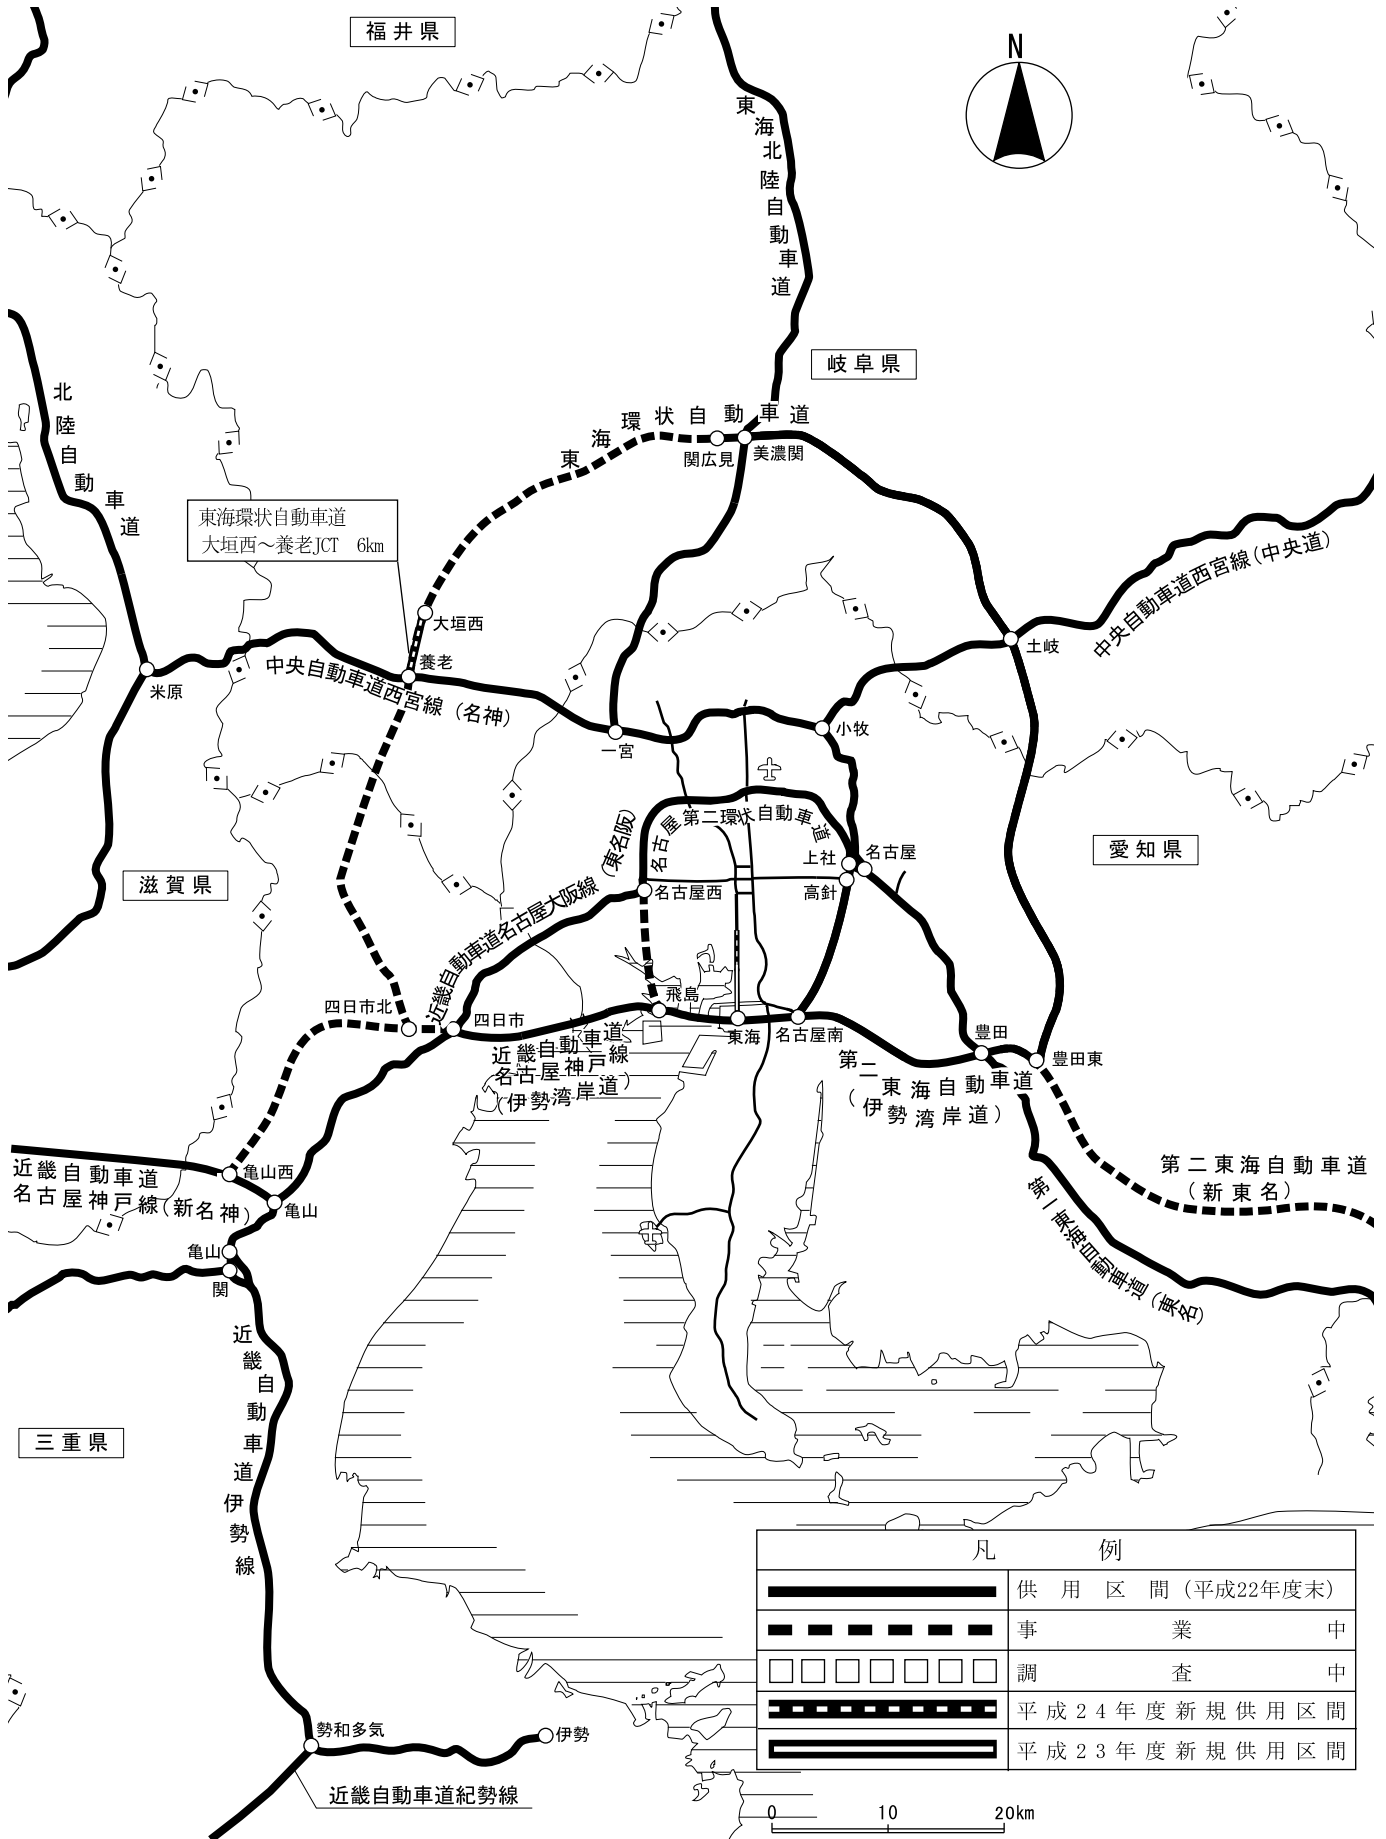 福井県
N
東海北陸自動車道
岐阜県
北陸自動車道
東海環状自動車道
関広見
美濃関
東海環状自動車道
大垣西～養老JCT 6km
中央自動車道西宮線(中央道)
大垣西
土岐
養老
米原
中央自動車道西宮線(名神)
小牧
一宮
名古屋第二環状自動車道
愛知県
上社
名古屋
滋賀県
近畿自動車道名古屋大阪線(東名阪)
名古屋西
高針
飛島
四日市北
四日市
東海
名古屋南
豊田
豊田東
近畿自動車道
名古屋神戸線
(伊勢湾岸道)
第二東海自動車道
(伊勢湾岸道)
近畿自動車道
名古屋神戸線(新名神)
亀山西
第二東海自動車道
(新東名)
亀山
第一東海自動車道(東名)
亀山
関
近畿自動車道伊勢線
三重県
凡例
供用区間(平成22年度末)
事業中
調査中
平成24年度新規供用区間
平成23年度新規供用区間
勢和多気
伊勢
近畿自動車道紀勢線
0 10 20km